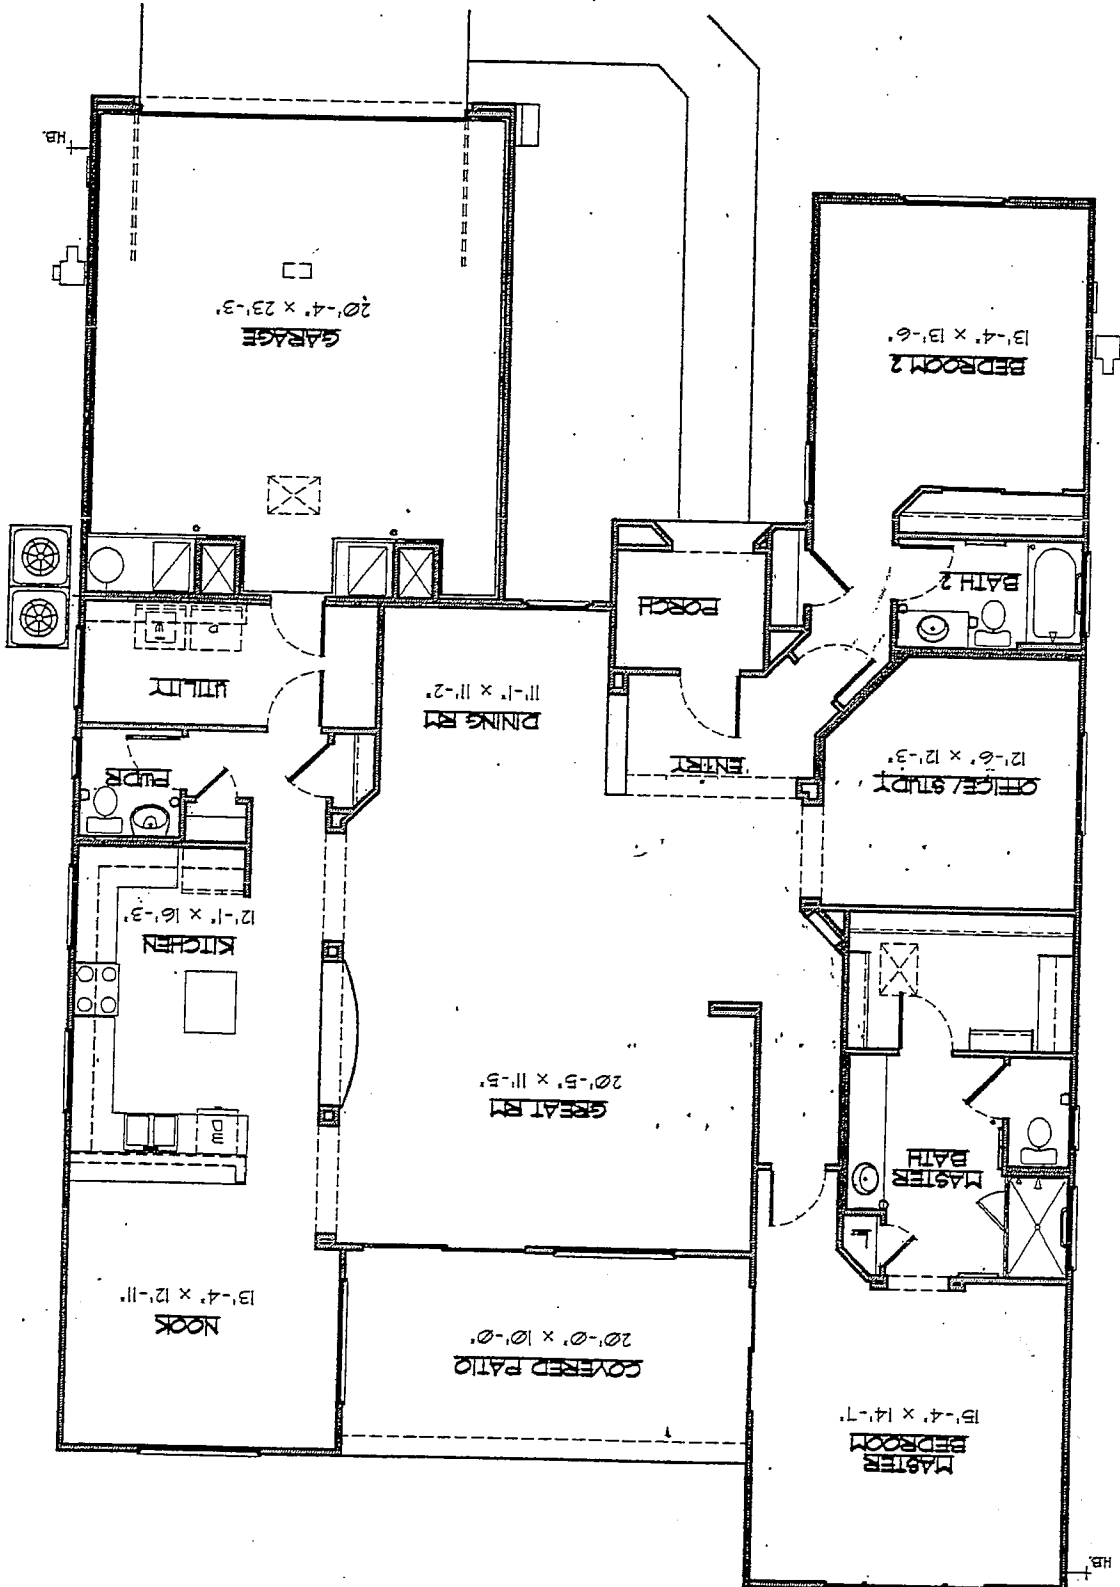 H.B.
MASTER
BEDROOM
15'-4" x 14'-7"
COVERED PATIO
20'-0" x 10'-0"
NOOK
13'-4" x 12'-11"
L
MASTER
BATH
DW
GREAT RM
20'-5" x 11'-5"
KITCHEN
12'-1" x 16'-3"
OFFICE/STUDY
12'-6" x 12'-3"
ENTRY
PWDR
DINING RM
11'-1" x 11'-2"
UTILITY
D
W
PORCH
BATH 2
BEDROOM 2
13'-4" x 13'-6"
GARAGE
20'-4" x 23'-3"
H.B.